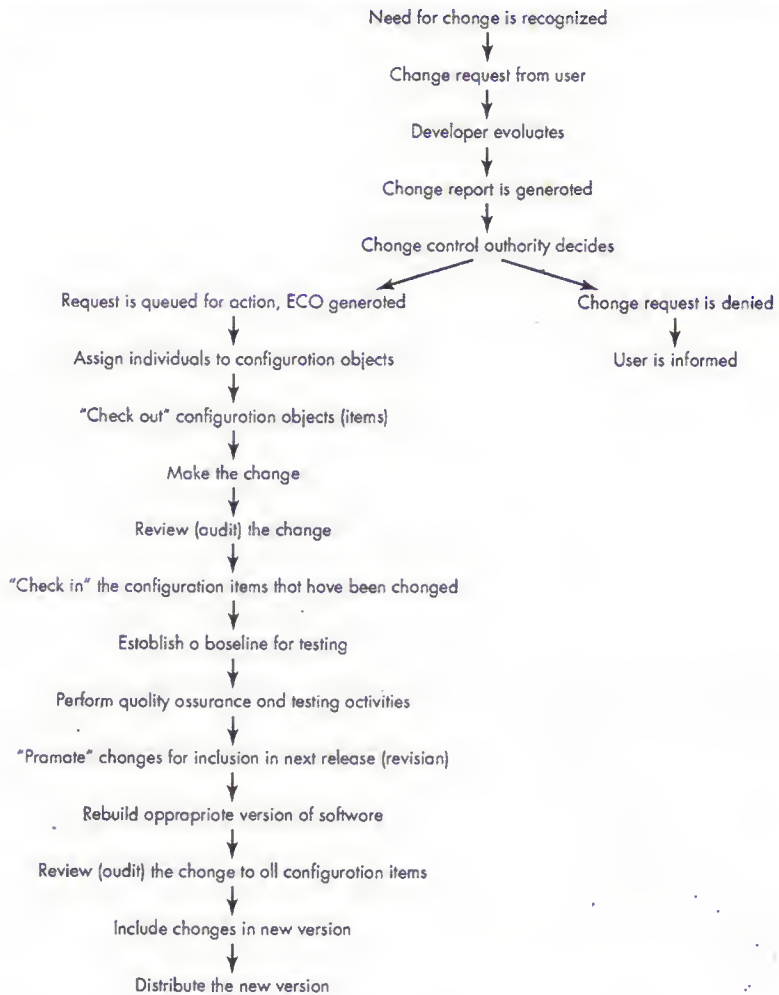 Need for change is recognized
Change request from user
Developer evaluates
Change report is generated
Change control authority decides
Request is queued for action, ECO generated
Change request is denied
Assign individuals to configuration objects
User is informed
"Check out" configuration objects (items)
Make the change
Review (audit) the change
"Check in" the configuration items that have been changed
Establish a baseline for testing
Perform quality assurance and testing activities
"Promote" changes for inclusion in next release (revision)
Rebuild appropriate version of software
Review (audit) the change to all configuration items
Include changes in new version
Distribute the new version